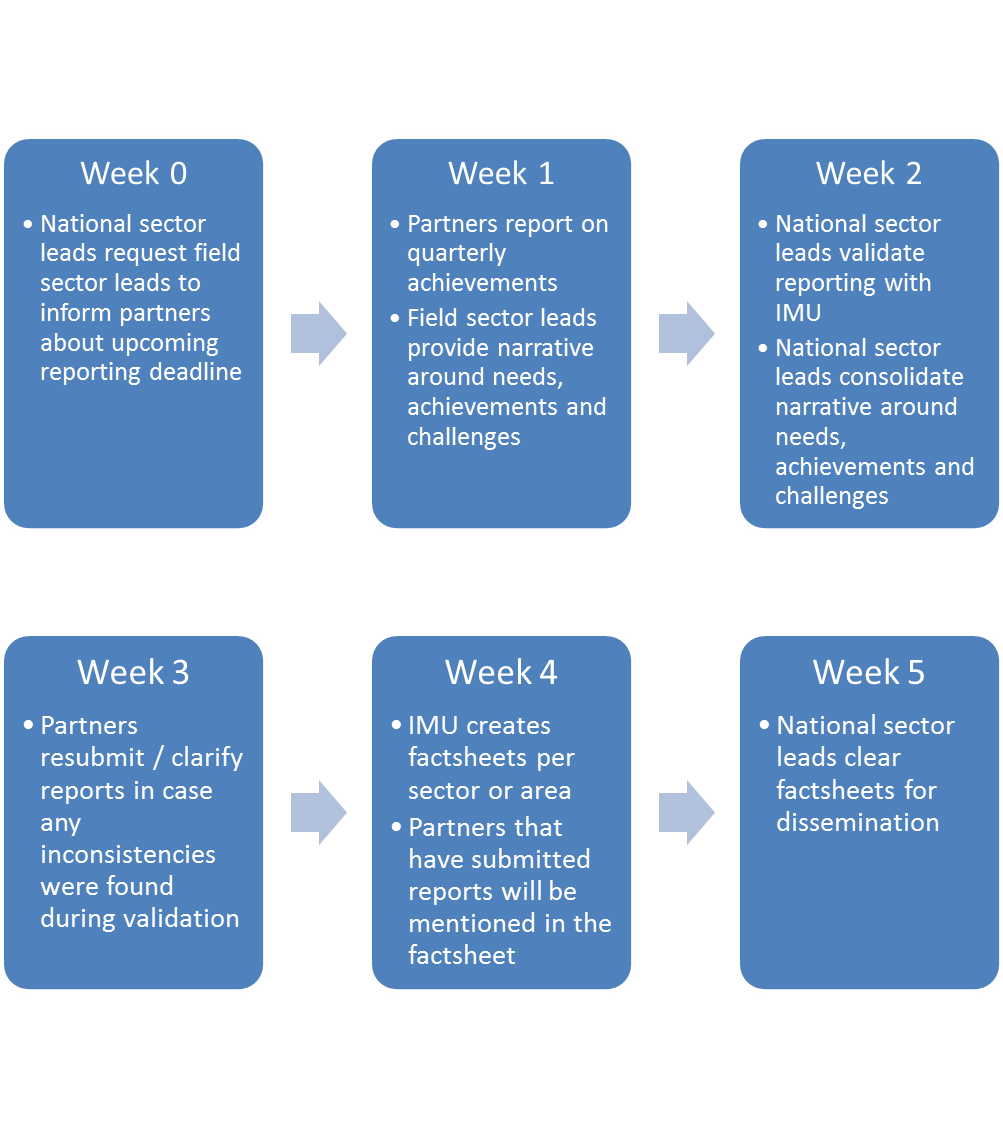 Week 0
• National sector
leads request field
sector leads to
inform partners
about upcoming
reporting deadline
Week 1
• Partners report on
quarterly
achievements
• Field sector leads
provide narrative
around needs,
achievements and
challenges
Week 2
• National sector
leads validate
reporting with
IMU
• National sector
leads consolidate
narrative around
needs,
achievements and
challenges
Week 3
• Partners
resubmit / clarify
reports in case
any
inconsistencies
were found
during validation
Week 4
• IMU creates
factsheets per
sector or area
• Partners that
have submitted
reports will be
mentioned in the
factsheet
Week 5
• National sector
leads clear
factsheets for
dissemination